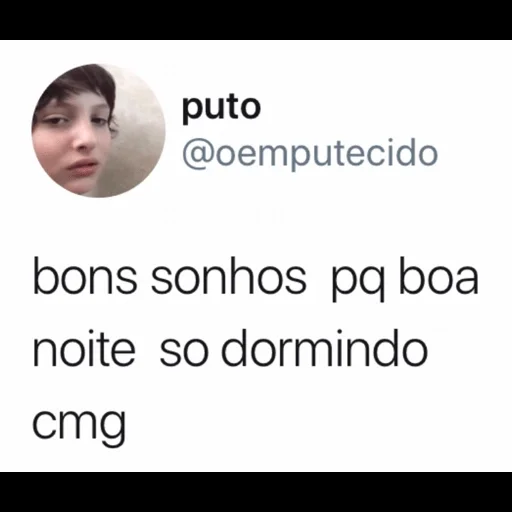 puto
@oemputecido
bons sonhos pq boa
noite so dormindo
cmg